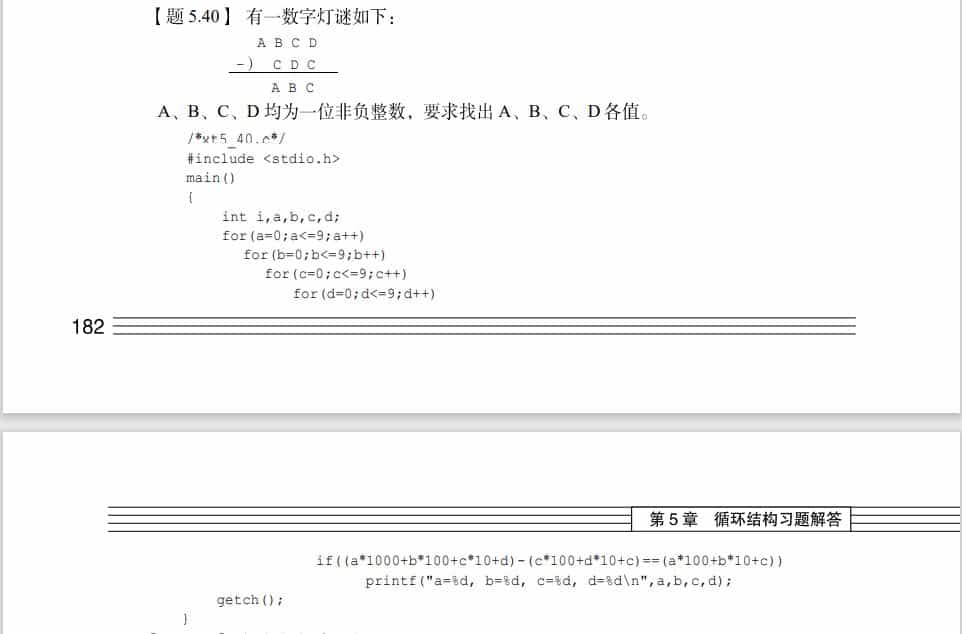 【题 5.40】 有一数字灯谜如下：
A B C D
-) C D C
A B C
A、B、C、D 均为一位非负整数，要求找出 A、B、C、D 各值。
/*xt5_40.c*/
#include <stdio.h>
main()
{
int i,a,b,c,d;
for(a=0;a<=9;a++)
for(b=0;b<=9;b++)
for(c=0;c<=9;c++)
for(d=0;d<=9;d++)
182
第 5 章 循环结构习题解答
if((a*1000+b*100+c*10+d)-(c*100+d*10+c)==(a*100+b*10+c))
printf("a=%d, b=%d, c=%d, d=%d\n",a,b,c,d);
getch();
}